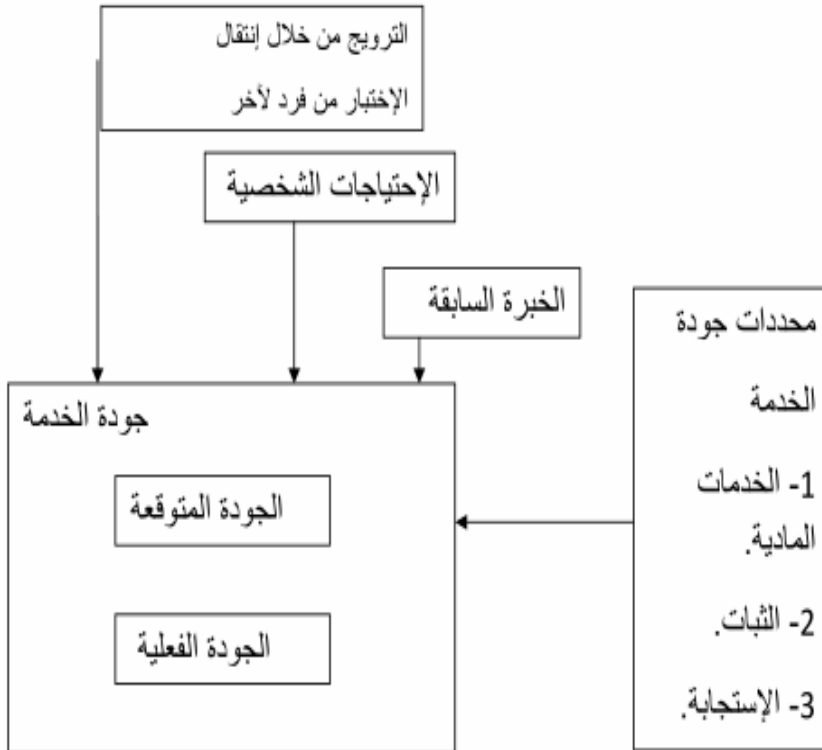 الترويج من خلال إنتقال
الإختبار من فرد لأخر
الإحتياجات الشخصية
الخبرة السابقة
محددات جودة
الخدمة
1- الخدمات
المادية.
2- الثبات.
3- الإستجابة.
جودة الخدمة
الجودة المتوقعة
الجودة الفعلية